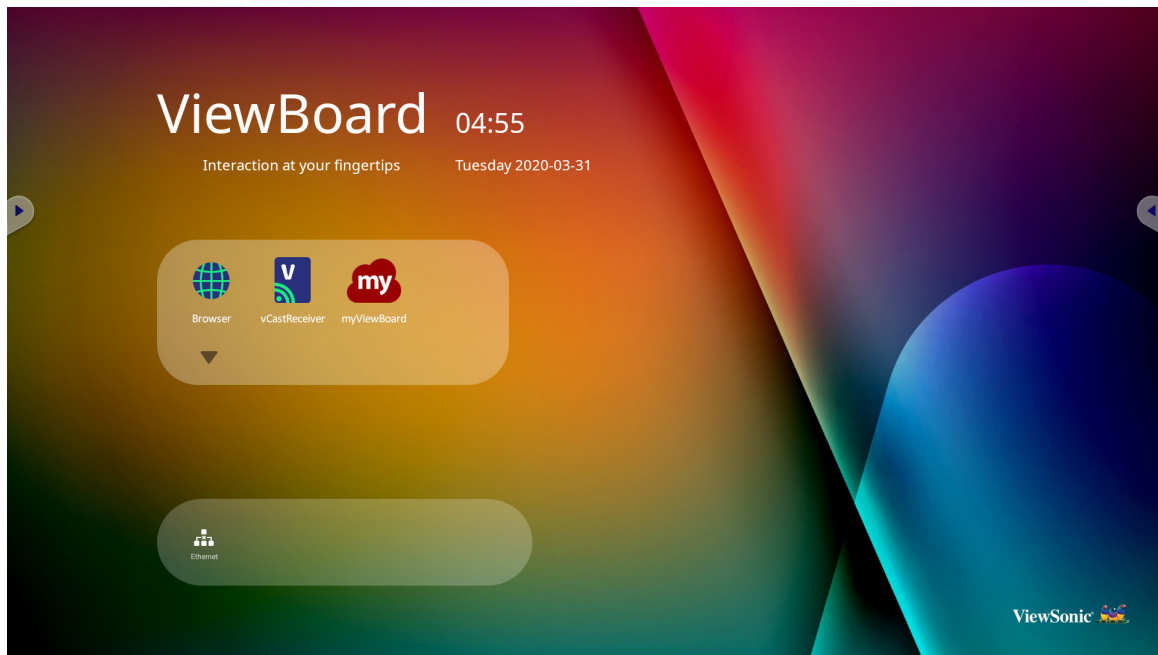 ViewBoard 04:55
Interaction at your fingertips Tuesday 2020-03-31
V my
Browser vCastReceiver myViewBoard
Ethernet
ViewSonic